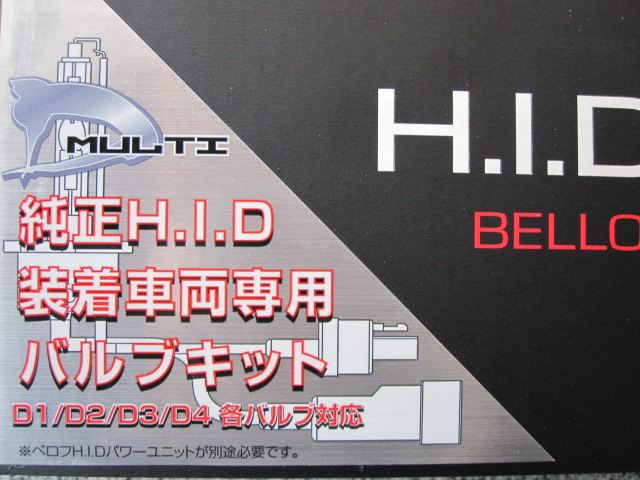 D MULTI
純正H.I.D
装着車両専用
バルブキット
D1/D2/D3/D4 各バルブ対応
※ベロフH.I.Dパワーユニットが別途必要です。
H.I.D
BELLO